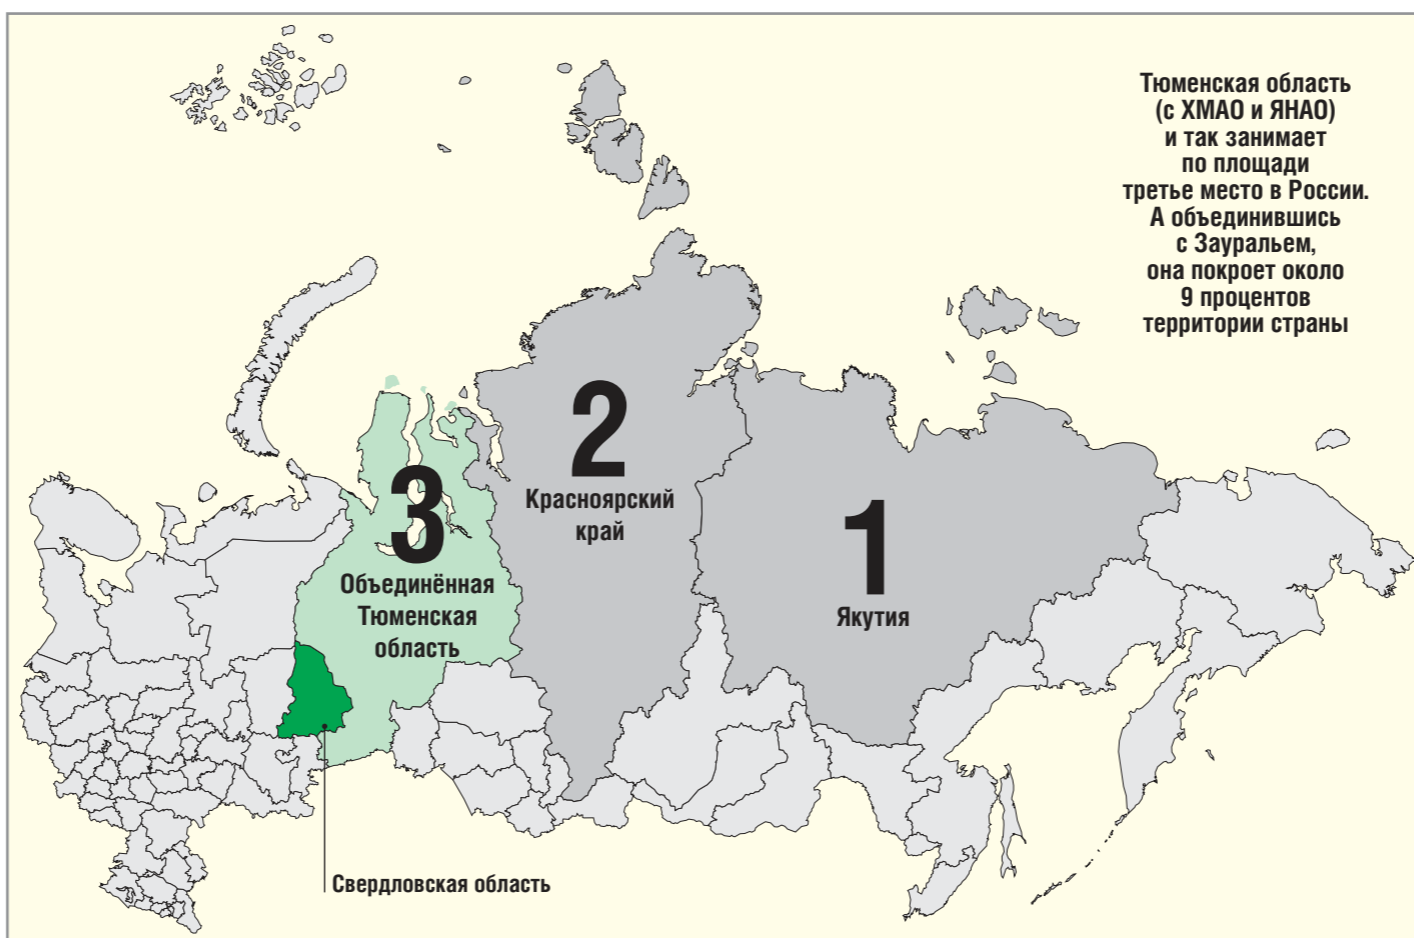 Тюменская область
(с ХМАО и ЯНАО)
и так занимает
по площади
третье место в России.
А объединившись
с Зауральем,
она покроет около
9 процентов
территории страны
2
Красноярский
край
3
Объединённая
Тюменская
область
1
Якутия
Свердловская область